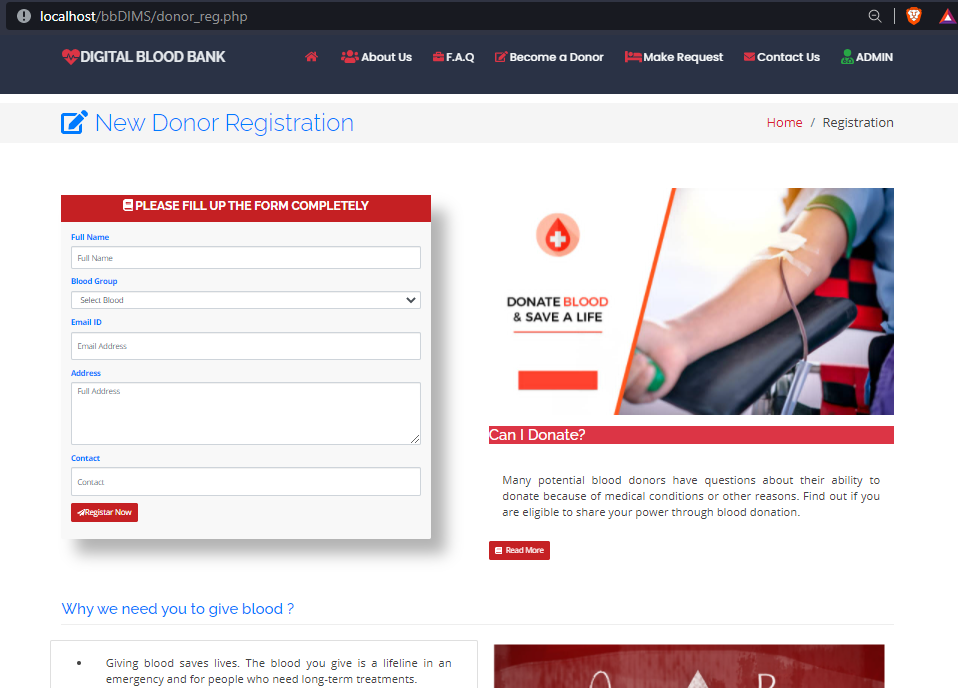 localhost/bbDIMS/donor_reg.php
DIGITAL BLOOD BANK
About Us
F.A.Q
Become a Donor
Make Request
Contact Us
ADMIN
New Donor Registration
Home / Registration
PLEASE FILL UP THE FORM COMPLETELY
Full Name
Full Name
Blood Group
Select Blood
Email ID
Email Address
Address
Full Address
Contact
Contact
Registar Now
DONATE BLOOD
& SAVE A LIFE
Can I Donate?
Many potential blood donors have questions about their ability to
donate because of medical conditions or other reasons. Find out if you
are eligible to share your power through blood donation.
Read More
Why we need you to give blood ?
• Giving blood saves lives. The blood you give is a lifeline in an
emergency and for people who need long-term treatments.